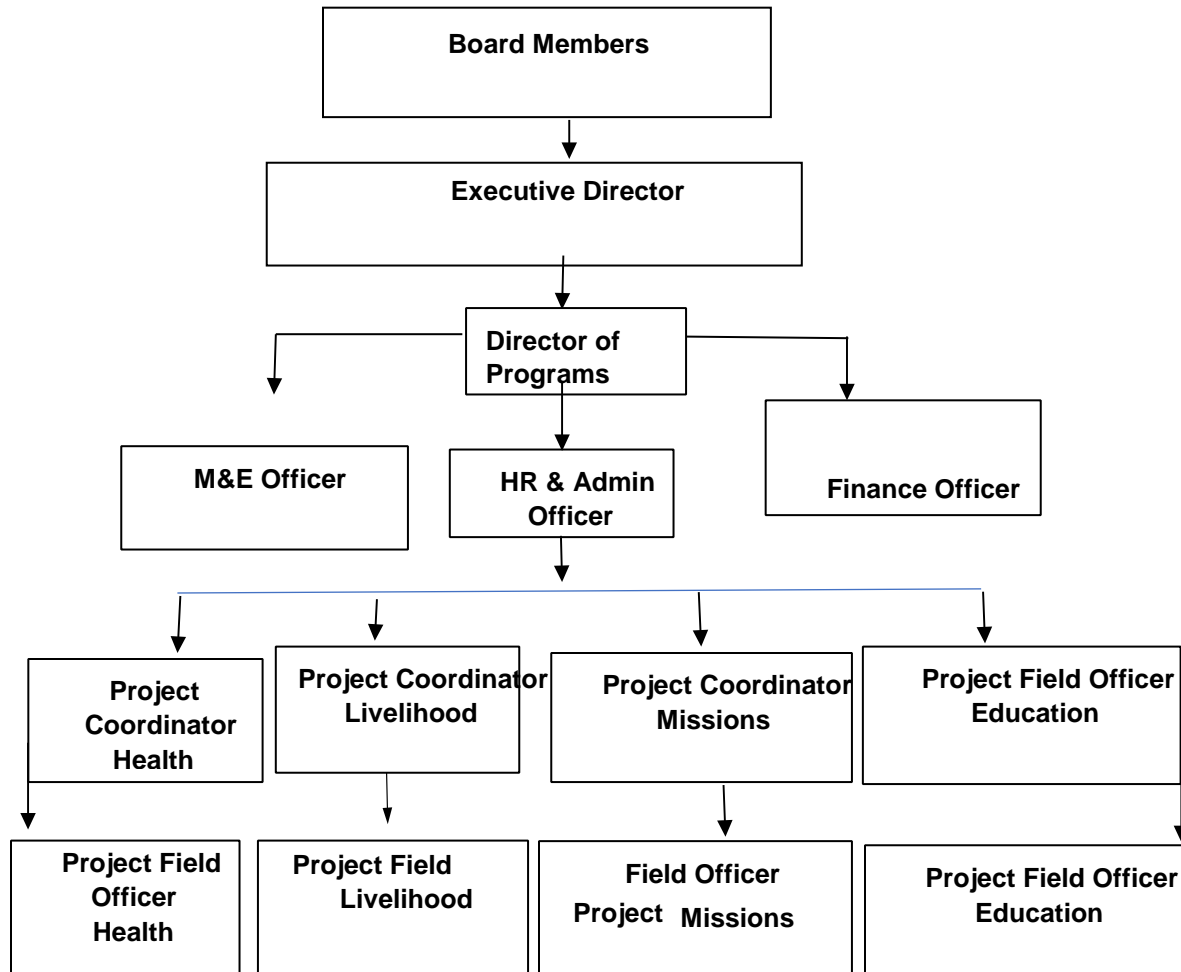 Board Members
Executive Director
Director of
Programs
M&E Officer
HR & Admin
Officer
Finance Officer
Project
Coordinator
Health
Project Coordinator
Livelihood
Project Coordinator
Missions
Project Field Officer
Education
Project Field
Officer
Health
Project Field
Livelihood
Field Officer
Project Missions
Project Field Officer
Education